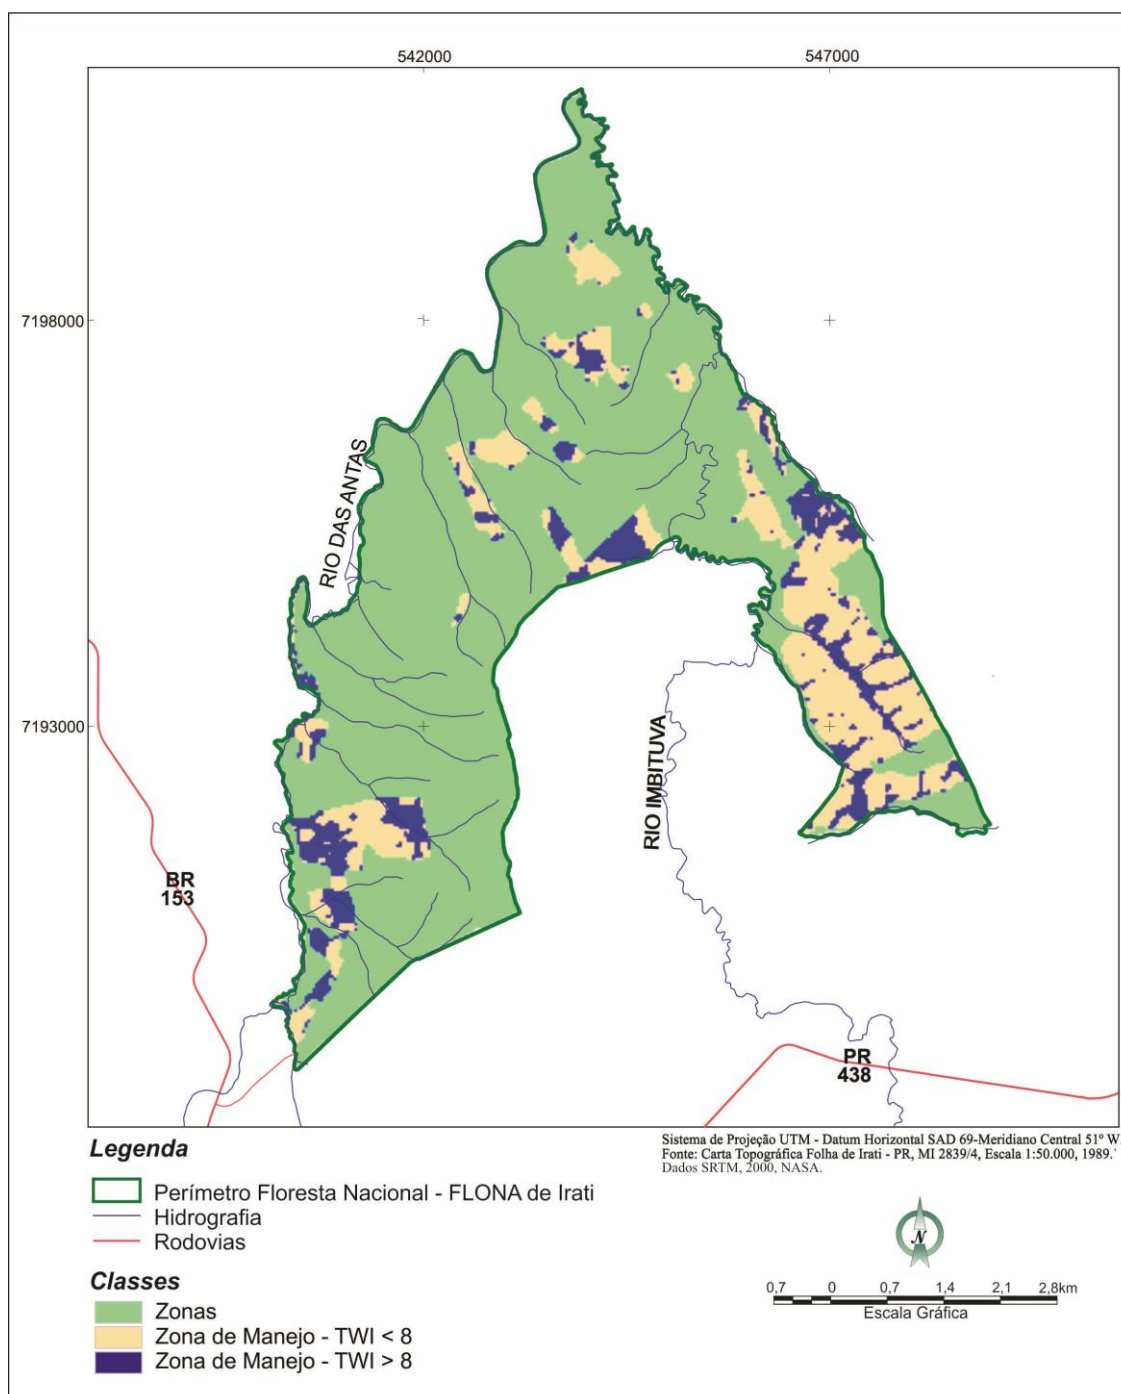 542000
547000
7198000
RIO DAS ANTAS
7193000
RIO IMBITUVA
BR
153
PR
438
Legenda
Sistema de Projeção UTM - Datum Horizontal SAD 69-Meridiano Central 51º W.
Fonte: Carta Topográfica Folha de Irati - PR, MI 2839/4, Escala 1:50.000, 1989.
Dados SRTM, 2000, NASA.
Perímetro Floresta Nacional - FLONA de Irati
Hidrografia
Rodovias
N
Classes
0,7 0 0,7 1,4 2,1 2,8km
Escala Gráfica
Zonas
Zona de Manejo - TWI < 8
Zona de Manejo - TWI > 8